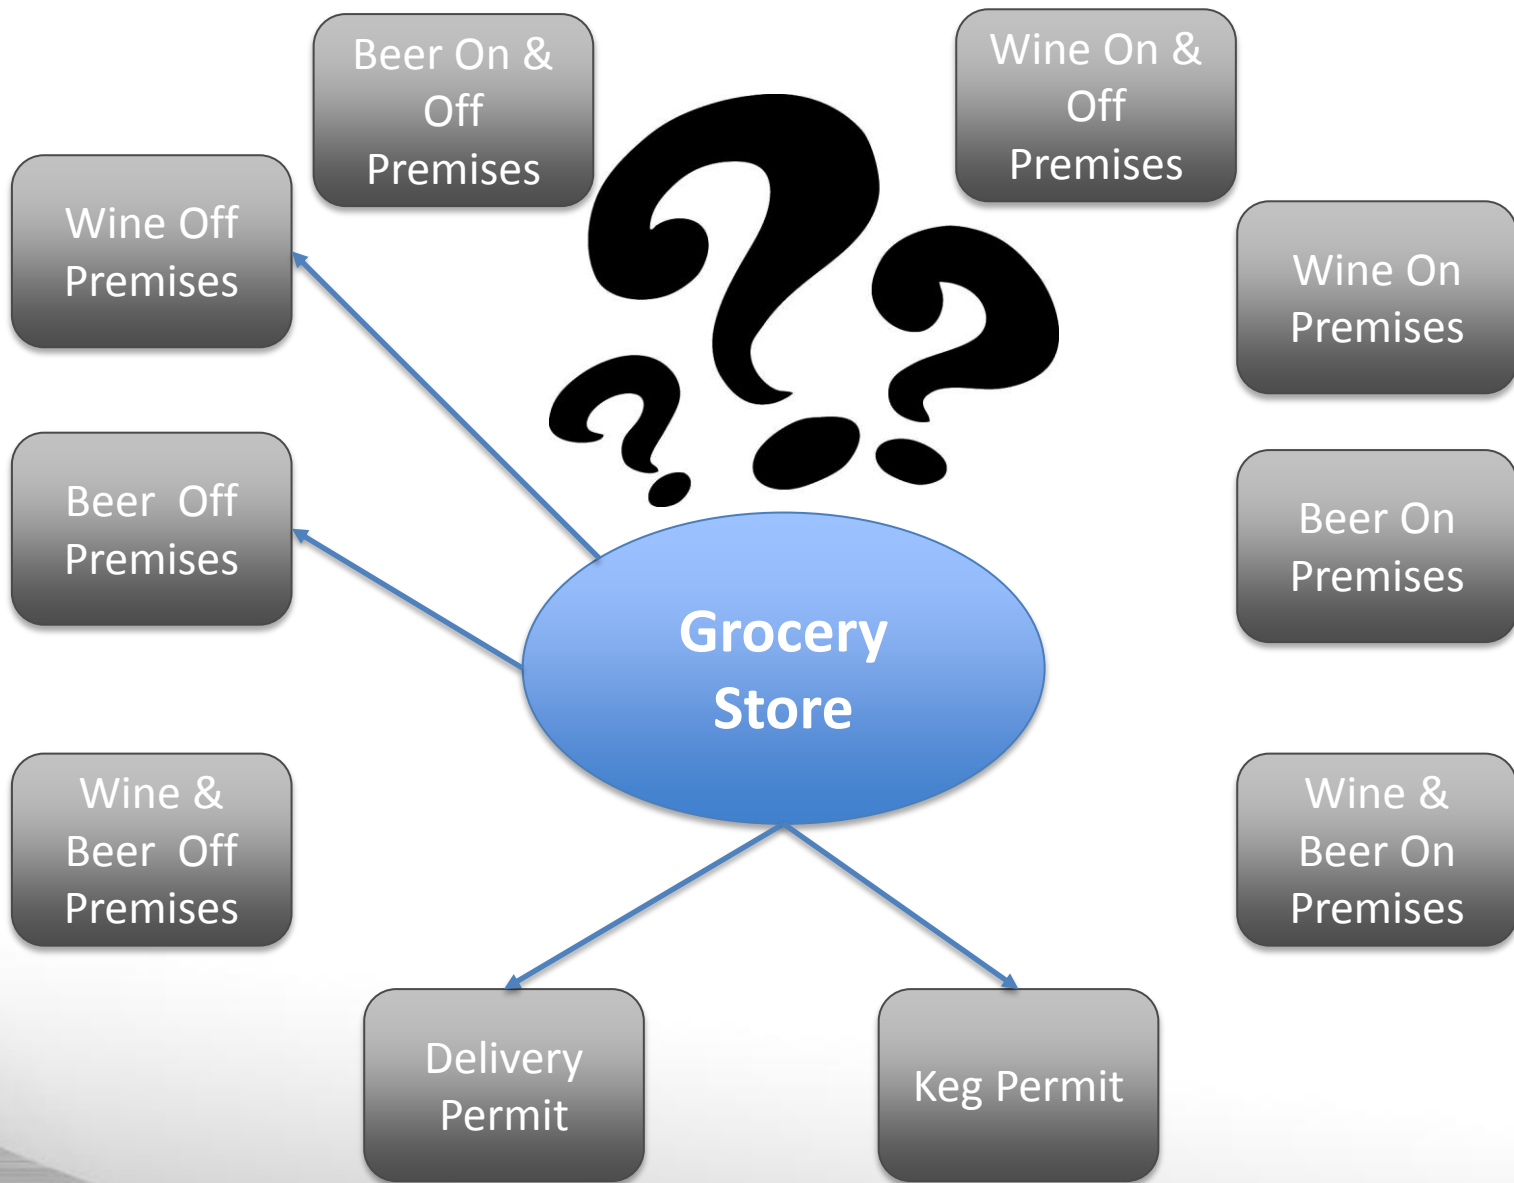 Beer On &
Off
Premises
Wine On &
Off
Premises
Wine Off
Premises
Wine On
Premises
Beer  Off
Premises
Beer On
Premises
Grocery
Store
Wine &
Beer  Off
Premises
Wine &
Beer On
Premises
Delivery
Permit
Keg Permit